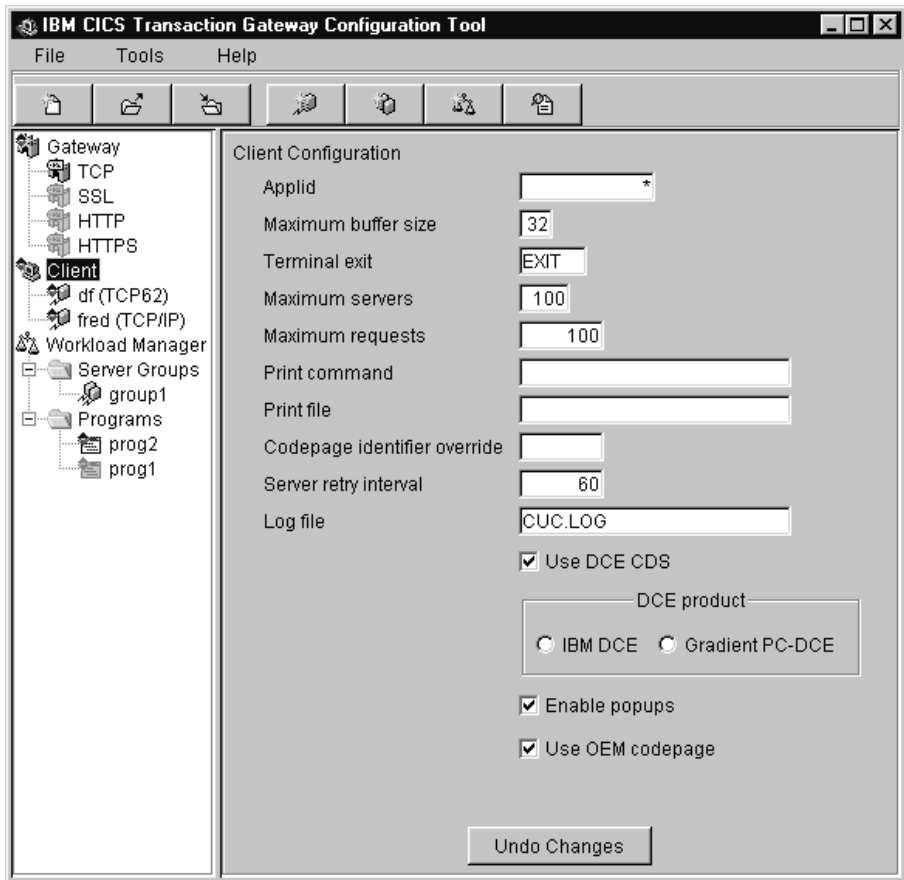 IBM CICS Transaction Gateway Configuration Tool
File Tools Help
Gateway
TCP
SSL
HTTP
HTTPS
Client
df (TCP62)
fred (TCP/IP)
Workload Manager
Server Groups
group1
Programs
prog2
prog1
Client Configuration
Applid *
Maximum buffer size 32
Terminal exit EXIT
Maximum servers 100
Maximum requests 100
Print command
Print file
Codepage identifier override
Server retry interval 60
Log file CUC.LOG
Use DCE CDS
DCE product
IBM DCE Gradient PC-DCE
Enable popups
Use OEM codepage
Undo Changes